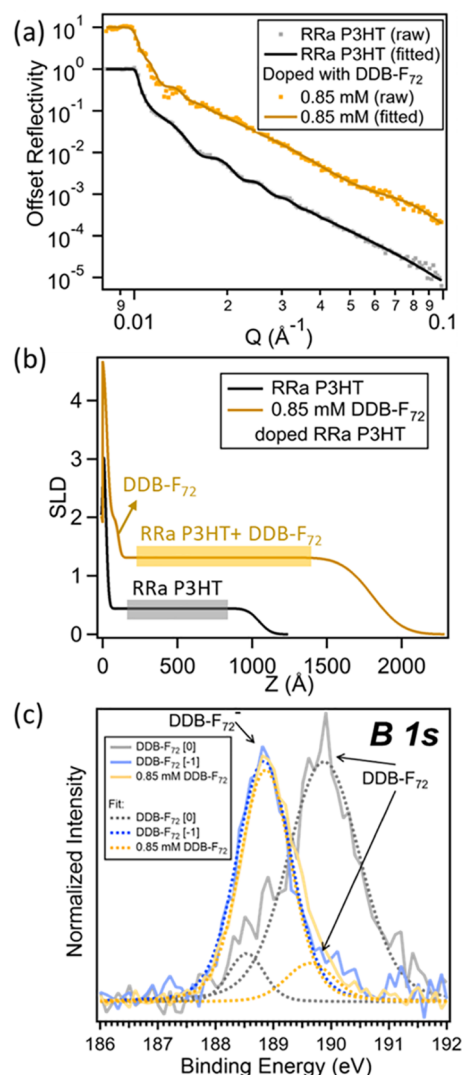 (a)
Offset Reflectivity
10^1
10^0
10^-1
10^-2
10^-3
10^-4
10^-5
RRa P3HT (raw)
RRa P3HT (fitted)
Doped with DDB-F72
0.85 mM (raw)
0.85 mM (fitted)
9 2 3 4 5 6 7 8 9
0.01 0.1
Q (Å^-1)
(b)
SLD
4
3
2
1
0
RRa P3HT
0.85 mM DDB-F72
doped RRa P3HT
DDB-F72
RRa P3HT+ DDB-F72
RRa P3HT
0 500 1000 1500 2000
Z (Å)
(c)
DDB-F72^-
B 1s
DDB-F72 [0]
DDB-F72 [-1]
0.85 mM DDB-F72
Fit:
DDB-F72 [0]
DDB-F72 [-1]
0.85 mM DDB-F72
DDB-F72
Normalized Intensity
186 187 188 189 190 191 192
Binding Energy (eV)